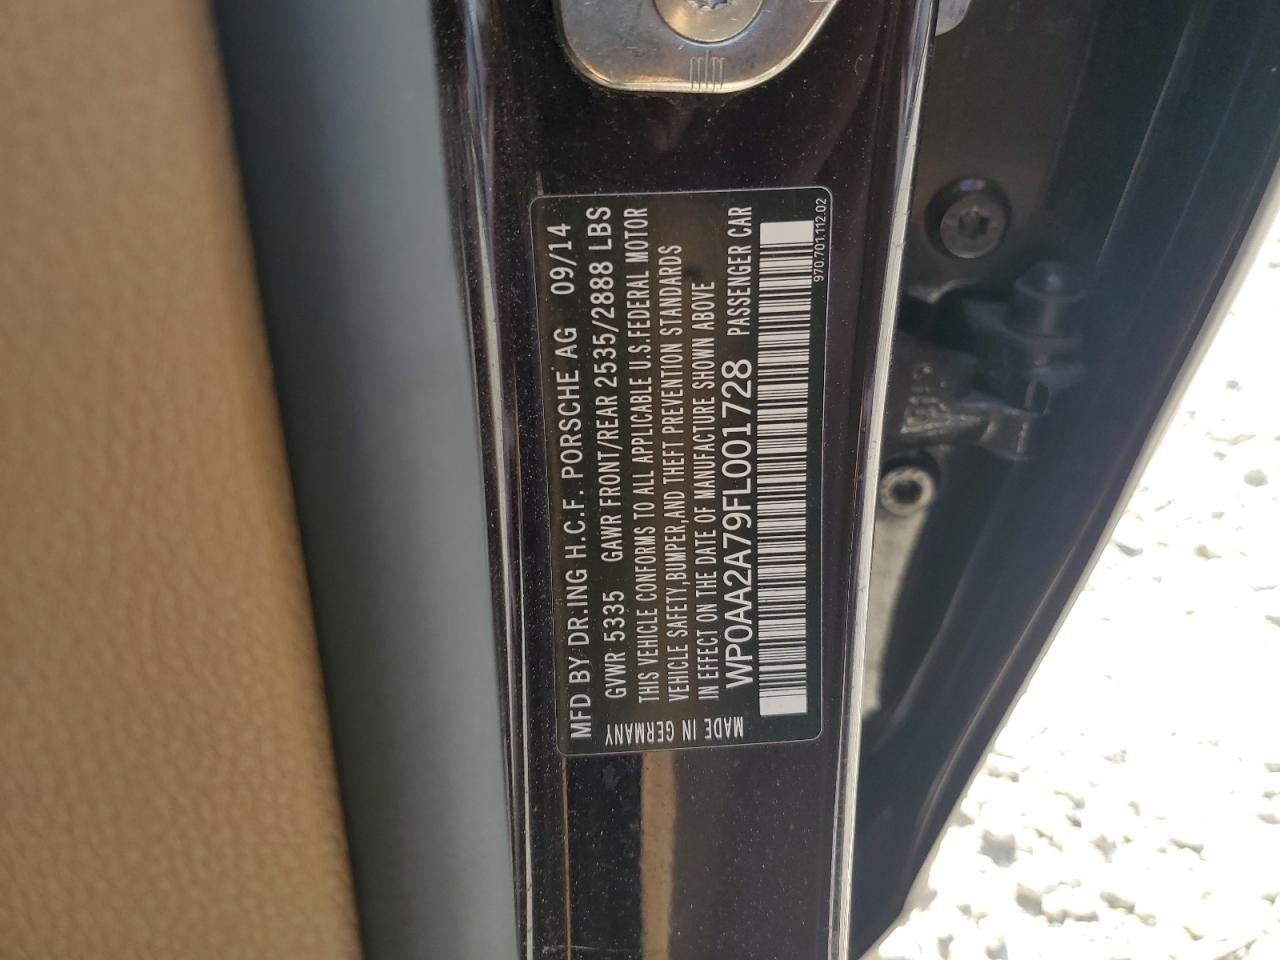 MFD BY DR.ING H.C.F. PORSCHE AG 09/14
GVWR 5335 GAWR FRONT/REAR 2535/2888 LBS
THIS VEHICLE CONFORMS TO ALL APPLICABLE U.S.FEDERAL MOTOR
VEHICLE SAFETY,BUMPER,AND THEFT PREVENTION STANDARDS
IN EFFECT ON THE DATE OF MANUFACTURE SHOWN ABOVE
WP0AA2A79FL001728 PASSENGER CAR
MADE IN GERMANY
970.701.112.02